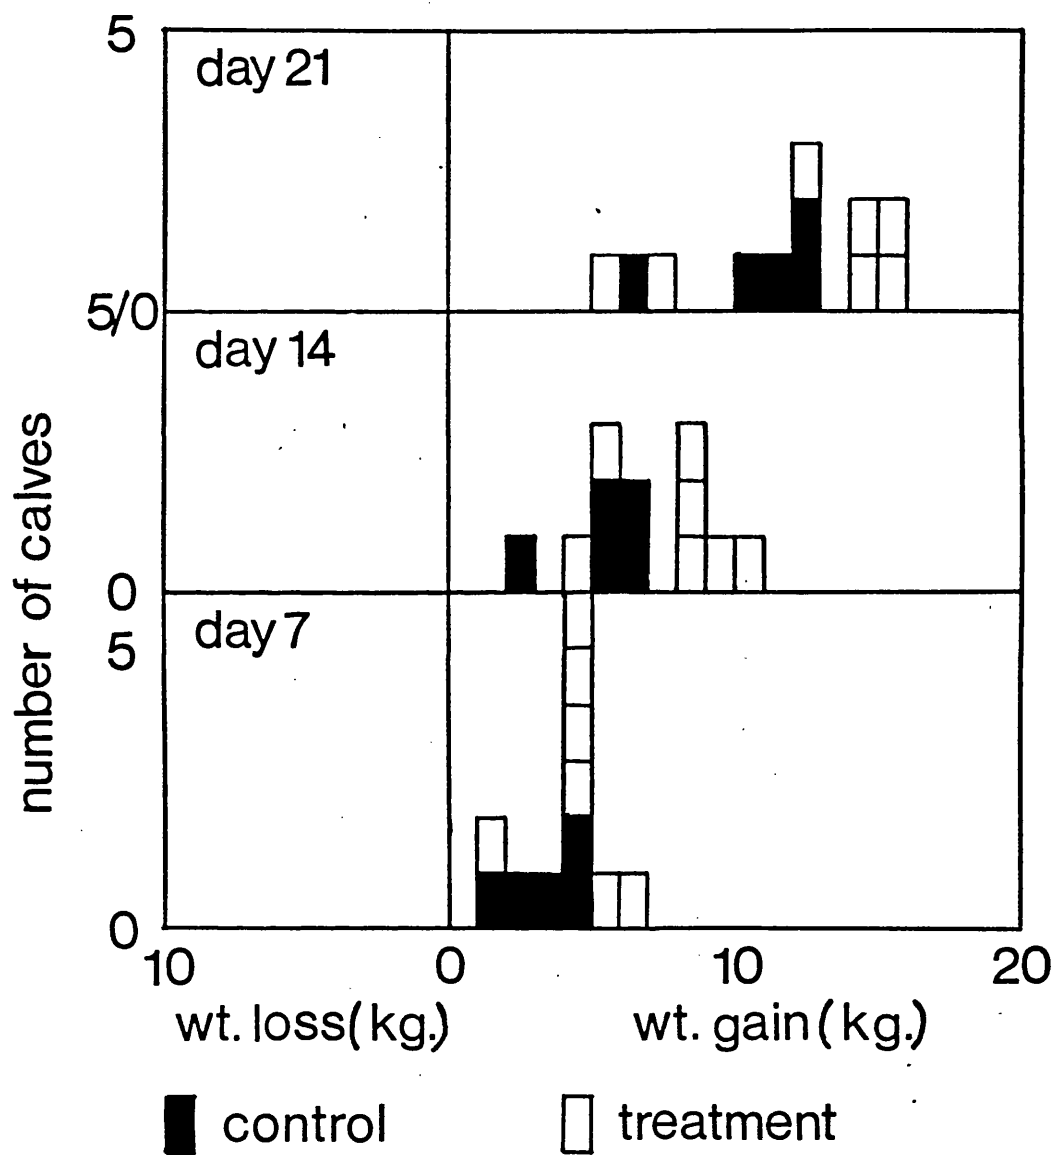 5
day 21
5/0
day 14
0
5
day 7
0
number of calves
10 0 10 20
wt. loss(kg.) wt. gain(kg.)
control treatment